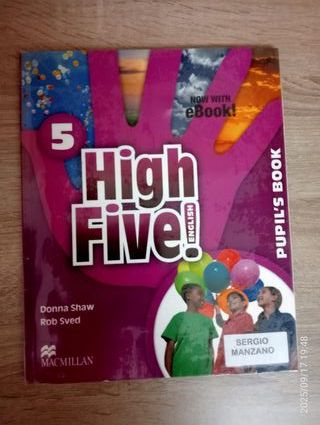 NOW WITH
eBook!
5
High
Five!
ENGLISH
PUPIL'S BOOK
Donna Shaw
Rob Sved
MACMILLAN
SERGIO
MANZANO
2025/09/17 19:48